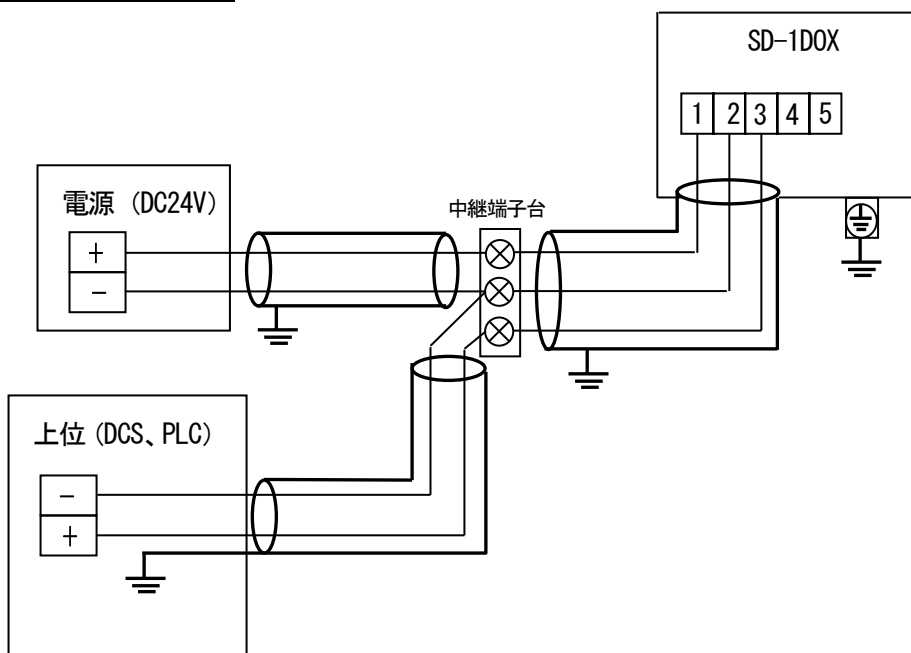 SD-1DOX
1 2 3 4 5
電源 (DC24V)
+
-
中継端子台
上位 (DCS、PLC)
-
+